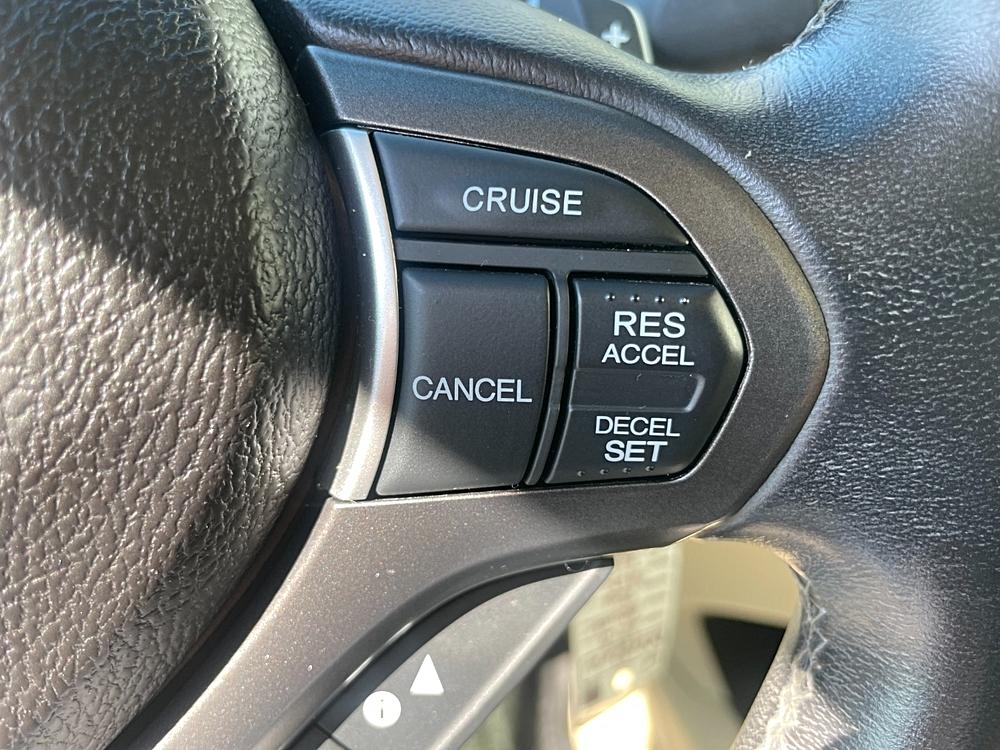 +
CRUISE
RES
ACCEL
CANCEL
DECEL
SET
i